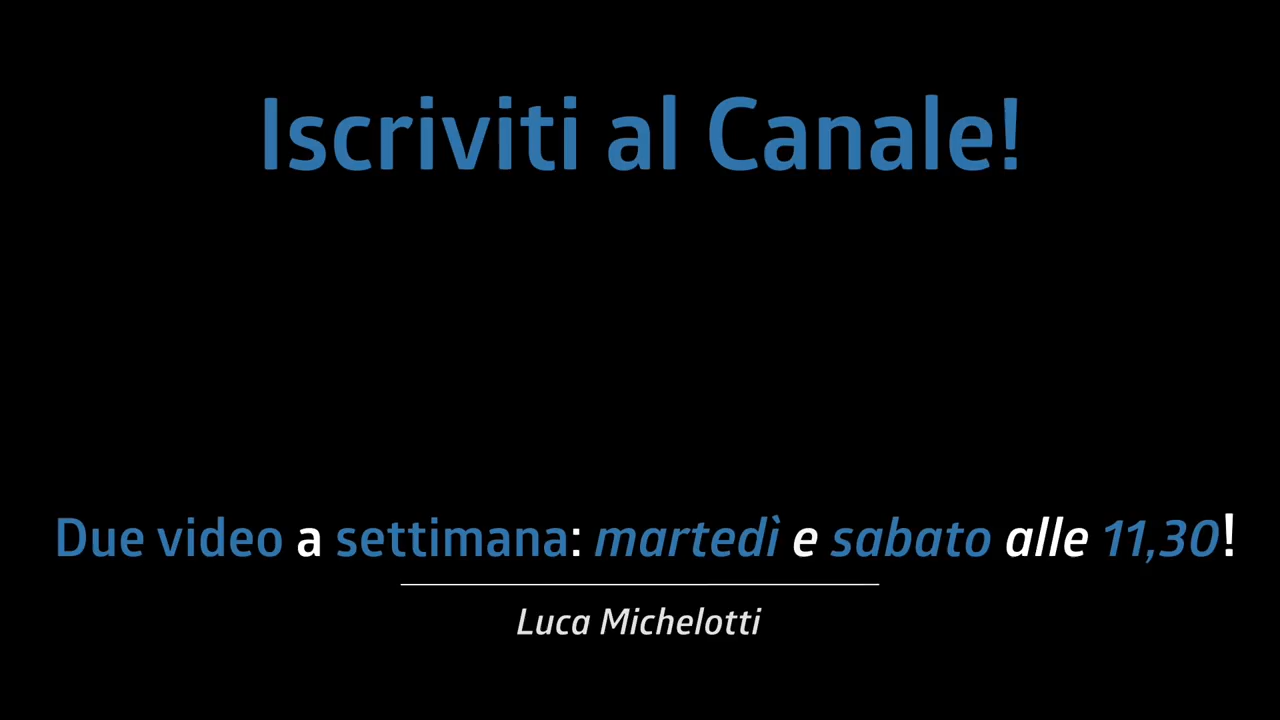 Iscriviti al Canale!
Due video a settimana: martedì e sabato alle 11,30!
Luca Michelotti